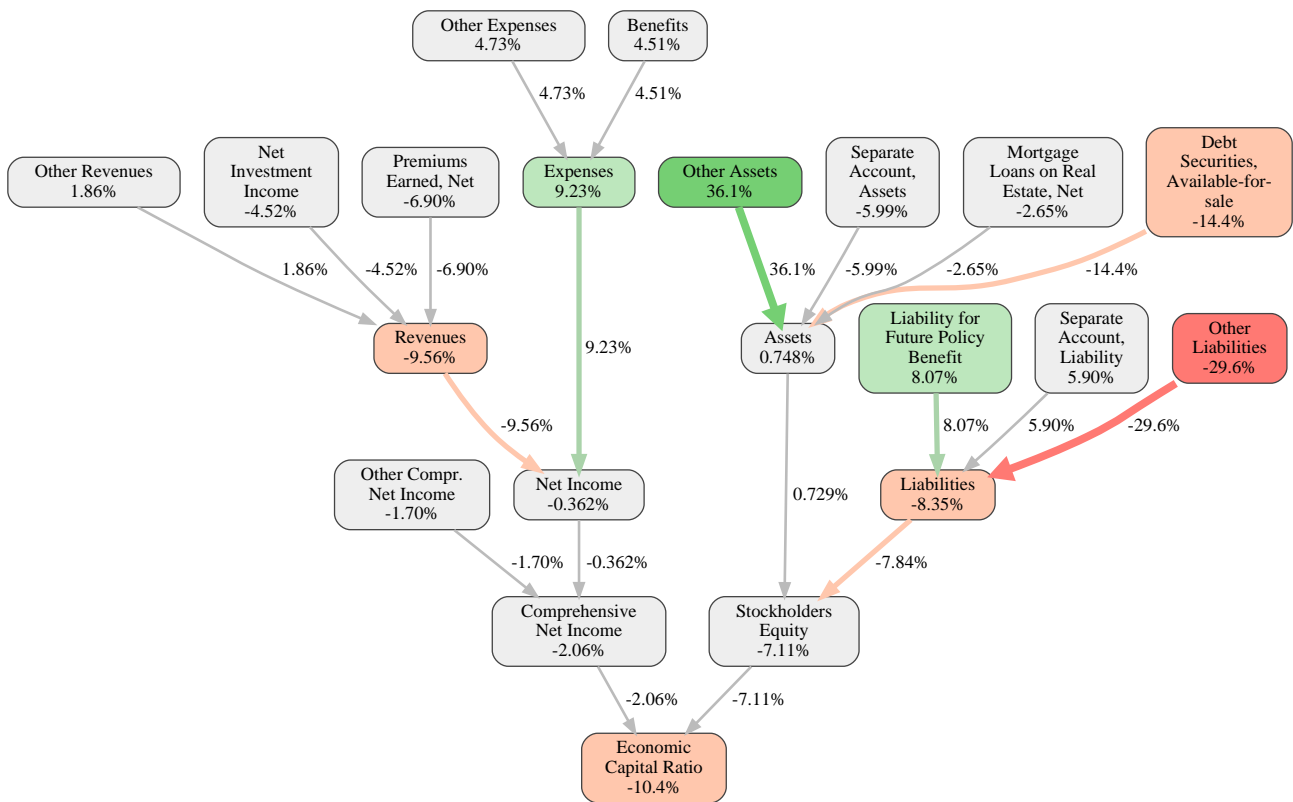 Other Expenses
4.73%
Benefits
4.51%
4.73%
4.51%
Other Revenues
1.86%
Net
Investment
Income
-4.52%
Premiums
Earned, Net
-6.90%
Expenses
9.23%
Other Assets
36.1%
Separate
Account,
Assets
-5.99%
Mortgage
Loans on Real
Estate, Net
-2.65%
Debt
Securities,
Available-for-
sale
-14.4%
1.86%
-4.52%
-6.90%
36.1%
-5.99%
-2.65%
-14.4%
Revenues
-9.56%
9.23%
Assets
0.748%
Liability for
Future Policy
Benefit
8.07%
Separate
Account,
Liability
5.90%
Other
Liabilities
-29.6%
-9.56%
8.07%
5.90%
-29.6%
Other Compr.
Net Income
-1.70%
Net Income
-0.362%
0.729%
Liabilities
-8.35%
-1.70%
-0.362%
-7.84%
Comprehensive
Net Income
-2.06%
Stockholders
Equity
-7.11%
-2.06%
-7.11%
Economic
Capital Ratio
-10.4%